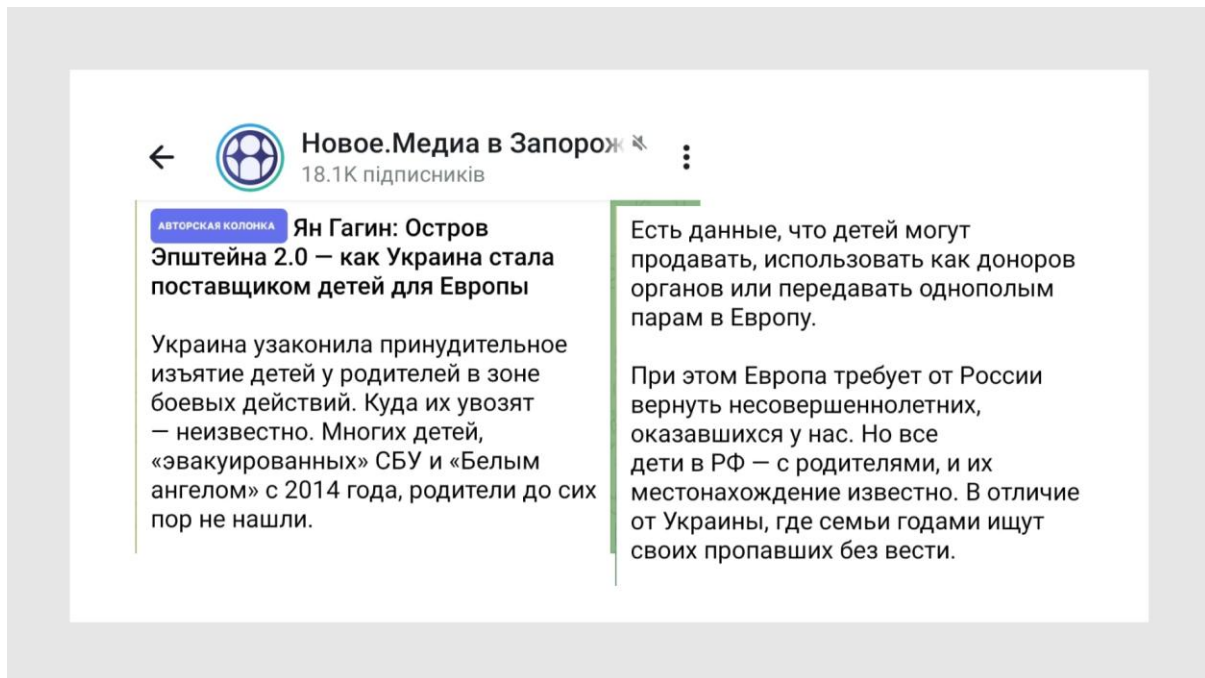 Новое.Медиа в Запорож
18.1K підписників
АВТОРСКАЯ КОЛОНКА Ян Гагин: Остров
Эпштейна 2.0 — как Украина стала
поставщиком детей для Европы
Украина узаконила принудительное
изъятие детей у родителей в зоне
боевых действий. Куда их увозят
— неизвестно. Многих детей,
«эвакуированных» СБУ и «Белым
ангелом» с 2014 года, родители до сих
пор не нашли.
Есть данные, что детей могут
продавать, использовать как доноров
органов или передавать однополым
парам в Европу.
При этом Европа требует от России
вернуть несовершеннолетних,
оказавшихся у нас. Но все
дети в РФ — с родителями, и их
местонахождение известно. В отличие
от Украины, где семьи годами ищут
своих пропавших без вести.